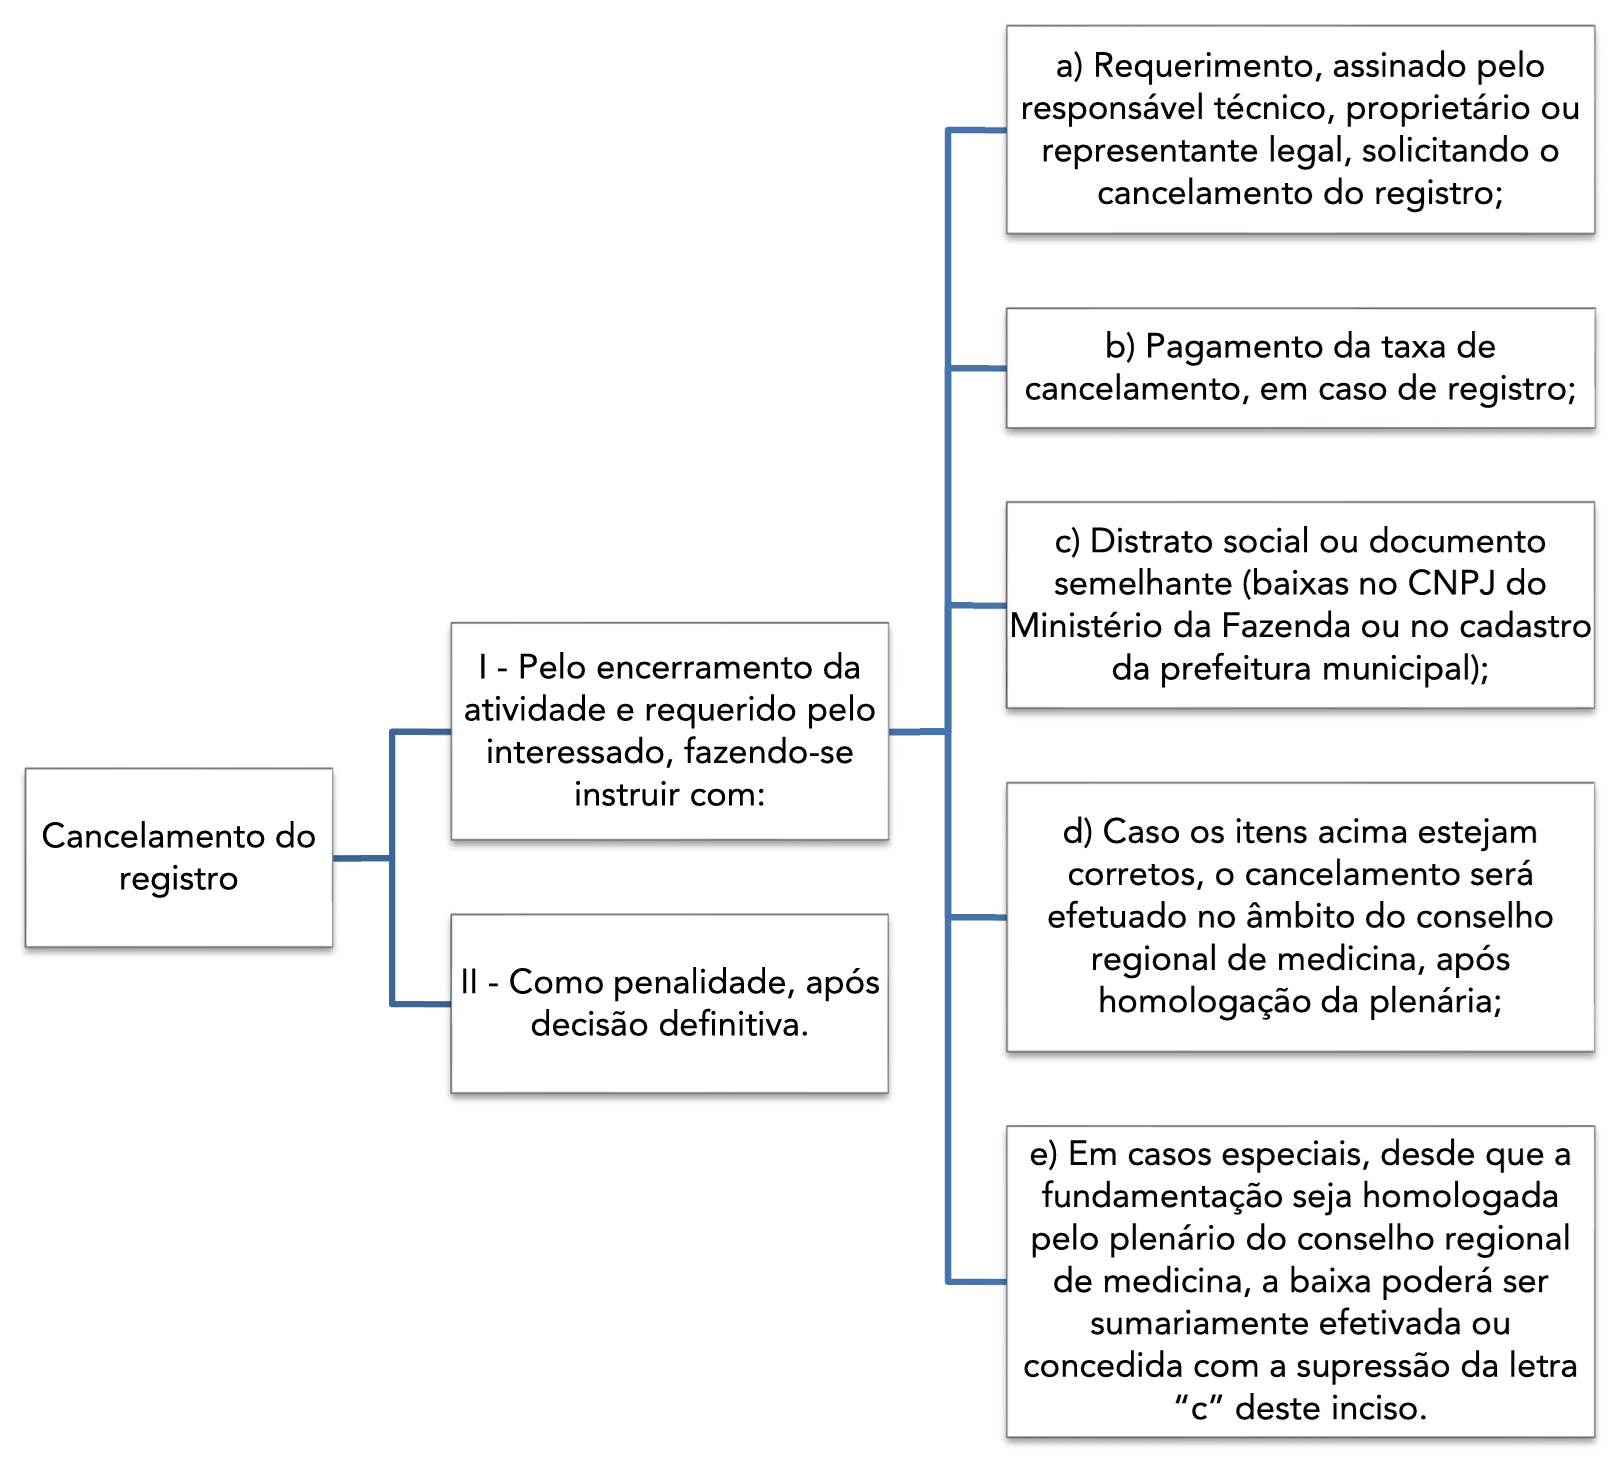 Cancelamento do
registro
I - Pelo encerramento da
atividade e requerido pelo
interessado, fazendo-se
instruir com:
a) Requerimento, assinado pelo
responsável técnico, proprietário ou
representante legal, solicitando o
cancelamento do registro;
b) Pagamento da taxa de
cancelamento, em caso de registro;
c) Distrato social ou documento
semelhante (baixas no CNPJ do
Ministério da Fazenda ou no cadastro
da prefeitura municipal);
d) Caso os itens acima estejam
corretos, o cancelamento será
efetuado no âmbito do conselho
regional de medicina, após
homologação da plenária;
e) Em casos especiais, desde que a
fundamentação seja homologada
pelo plenário do conselho regional
de medicina, a baixa poderá ser
sumariamente efetivada ou
concedida com a supressão da letra
“c” deste inciso.
II - Como penalidade, após
decisão definitiva.